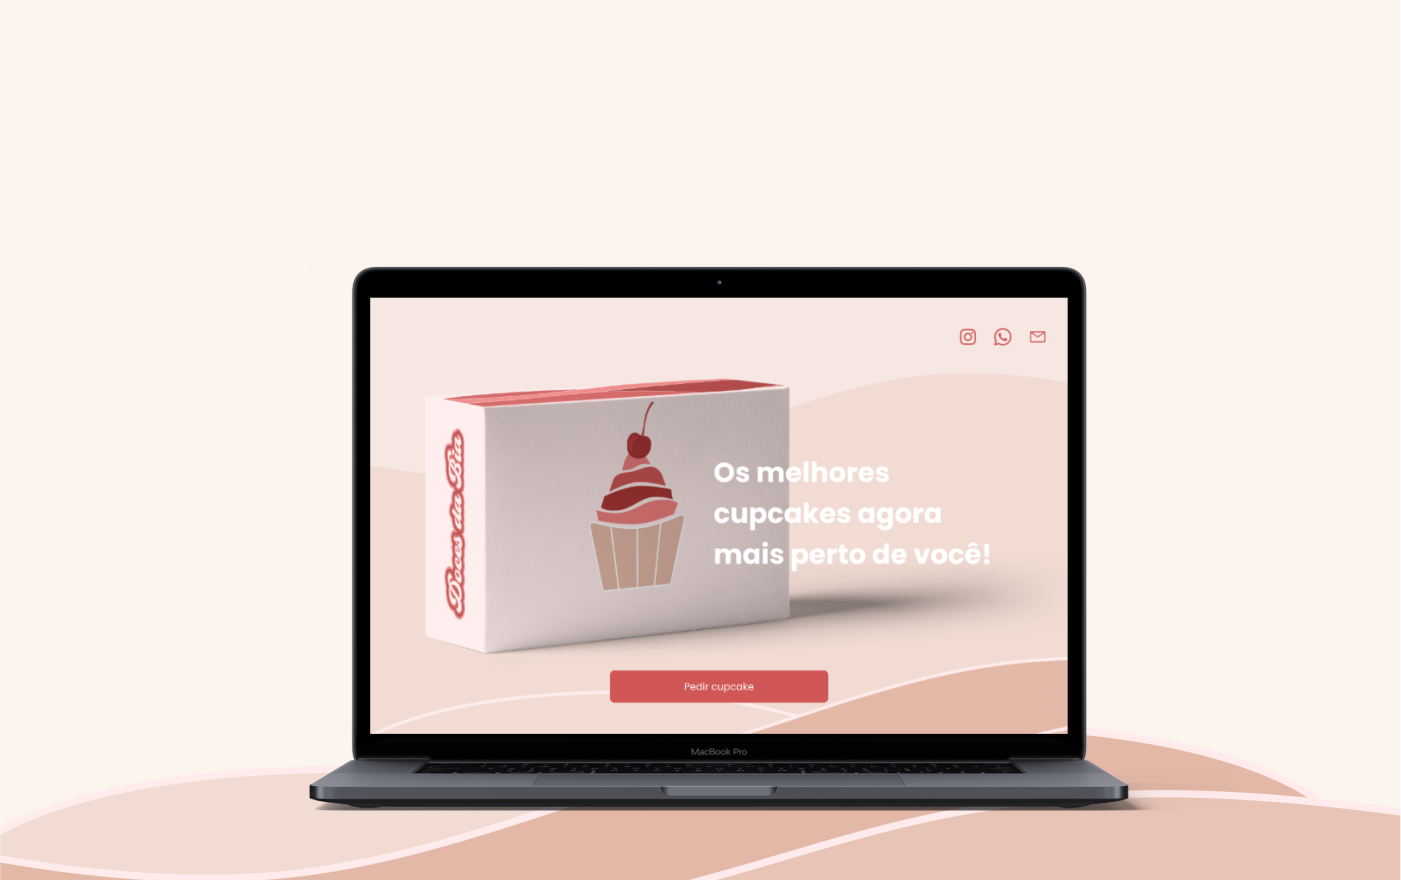 Doces da Bia
Os melhores
cupcakes agora
mais perto de você!
Pedir cupcake
MacBook Pro